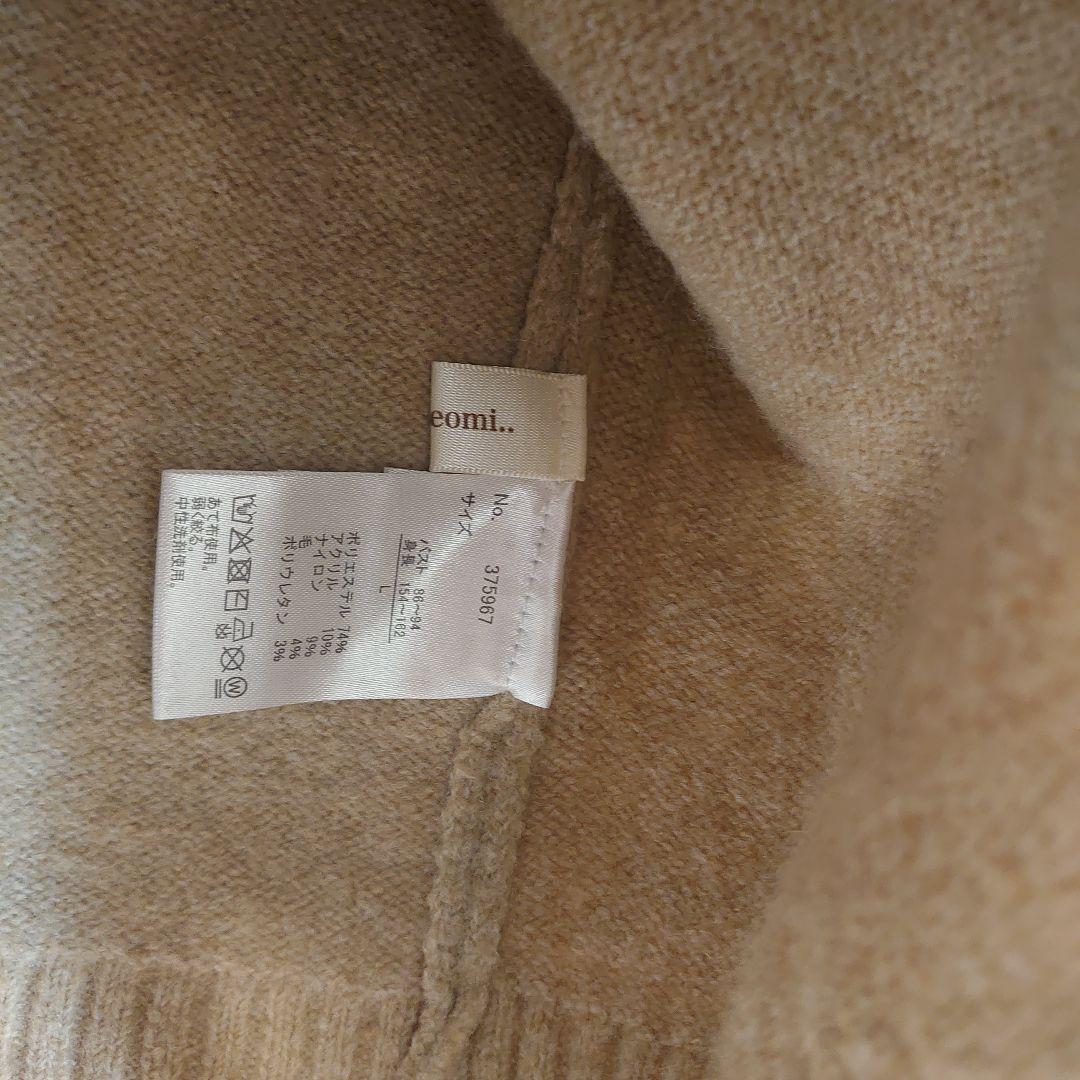 eomi..
No. 375967
サイズ
バスト 86~94
身長 154~162
L
ポリエステル 74%
アクリル 10%
ナイロン 9%
毛 4%
ポリウレタン 3%
W
あて布使用。
弱く絞る。
中性洗剤使用。